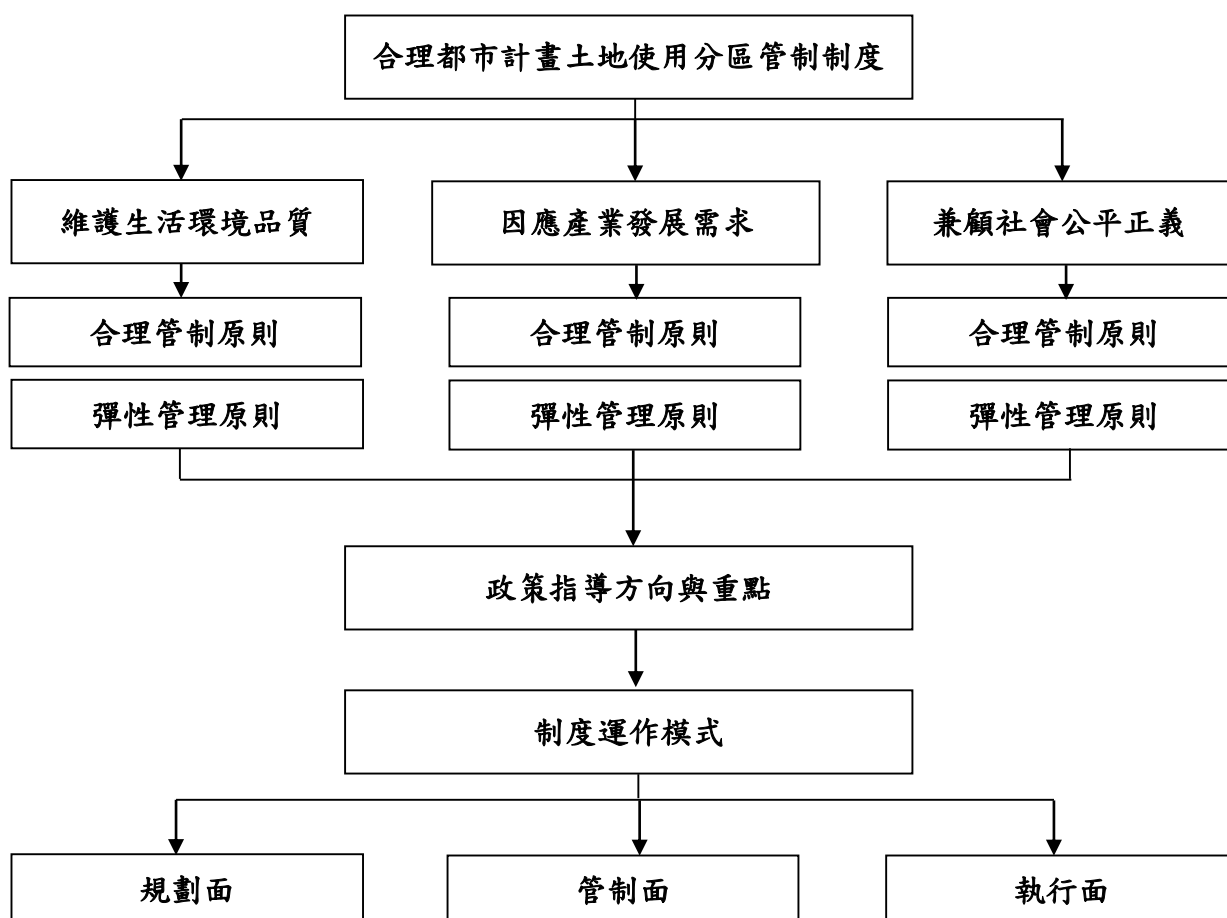 合理都市計畫土地使用分區管制制度
維護生活環境品質
因應產業發展需求
兼顧社會公平正義
合理管制原則
合理管制原則
合理管制原則
彈性管理原則
彈性管理原則
彈性管理原則
政策指導方向與重點
制度運作模式
規劃面
管制面
執行面